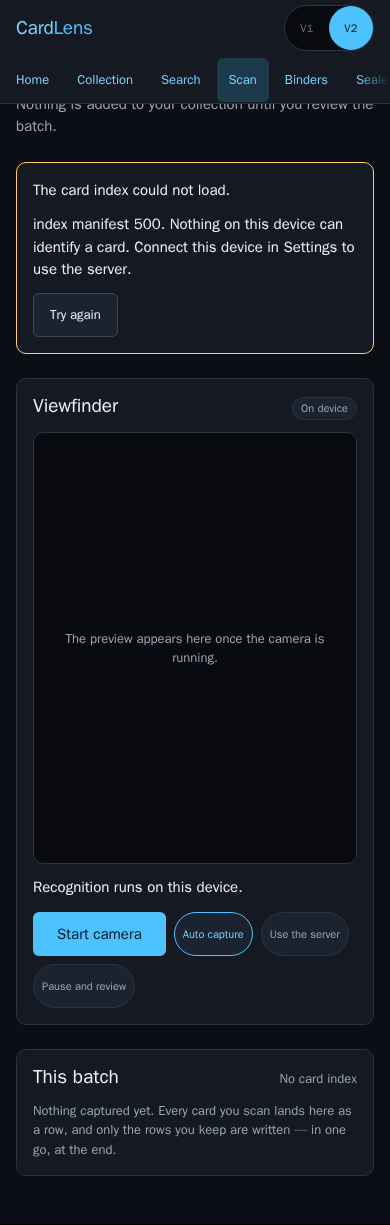 CardLens
V1
V2
Home
Collection
Search
Scan
Binders
Seale
Nothing is added to your collection until you review the
batch.
The card index could not load.
index manifest 500. Nothing on this device can
identify a card. Connect this device in Settings to
use the server.
Try again
Viewfinder
On device
The preview appears here once the camera is
running.
Recognition runs on this device.
Start camera
Auto capture
Use the server
Pause and review
This batch
No card index
Nothing captured yet. Every card you scan lands here as
a row, and only the rows you keep are written — in one
go, at the end.